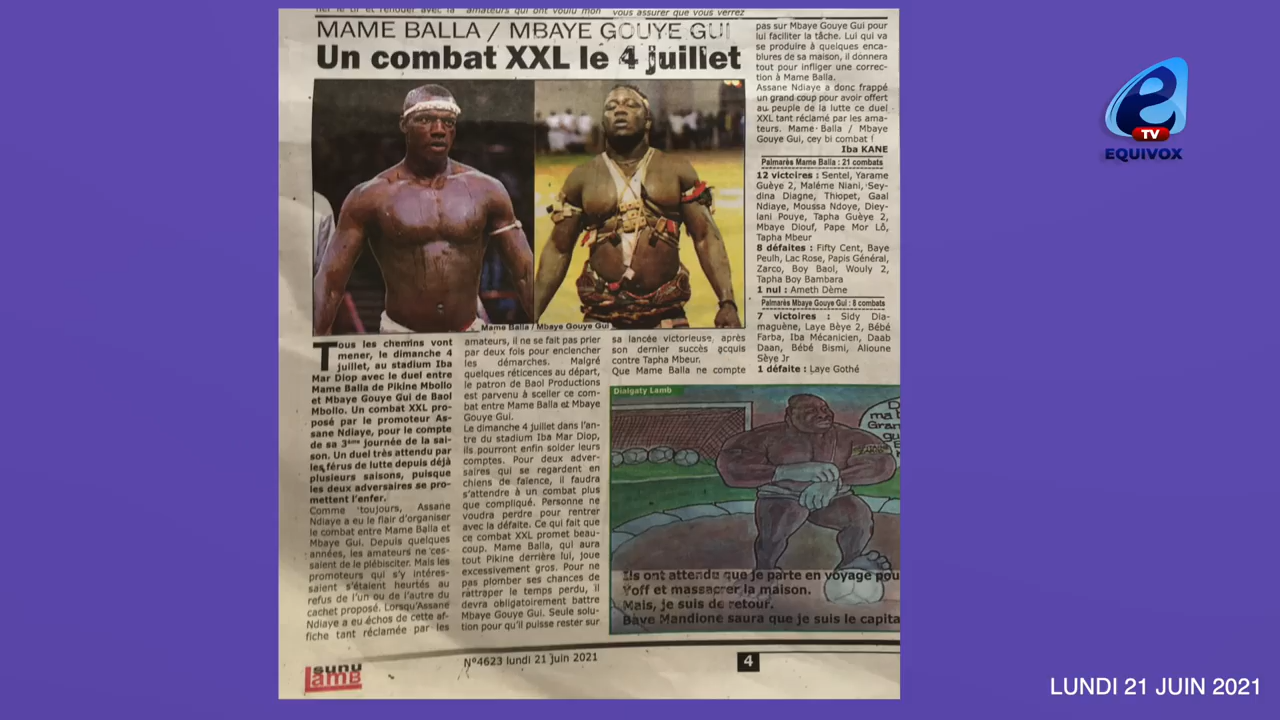 amateurs qui ont voulu mon
vous assurer que vous verrez
MAME BALLA / MBAYE GOUYE GUI
Un combat XXL le 4 juillet
Mame Balla / Mbaye Gouye Gui
Tous les chemins vont
mener, le dimanche 4
juillet, au stadium Iba
Mar Diop avec le duel entre
Mame Balla de Pikine Mbollo
et Mbaye Gouye Gui de Baol
Mbollo. Un combat XXL pro-
posé par le promoteur As-
sane Ndiaye, pour le compte
de sa 3ème journée de la sai-
son. Un duel très attendu par
les férus de lutte depuis déjà
plusieurs saisons, puisque
les deux adversaires se pro-
mettent l'enfer.
Comme toujours, Assane
Ndiaye a eu le flair d'organiser
le combat entre Mame Balla et
Mbaye Gui. Depuis quelques
années, les amateurs ne ces-
saient de le plébisciter. Mais les
promoteurs qui s'y intéres-
saient s'étaient heurtés au
refus de l'un ou de l'autre du
cachet proposé. Lorsqu'Assane
Ndiaye a eu échos de cette af-
fiche tant réclamée par les
amateurs, il ne se fait pas prier
par deux fois pour enclencher
les démarches. Malgré
quelques réticences au départ,
le patron de Baol Productions
est parvenu à sceller ce com-
bat entre Mame Balla et Mbaye
Gouye Gui.
Le dimanche 4 juillet dans l'an-
tre du stadium Iba Mar Diop,
ils pourront enfin solder leurs
comptes. Pour deux adver-
saires qui se regardent en
chiens de faïence, il faudra
s'attendre à un combat plus
que compliqué. Personne ne
voudra perdre pour rentrer
avec la défaite. Ce qui fait que
ce combat XXL promet beau-
coup. Mame Balla, qui aura
tout Pikine derrière lui, joue
excessivement gros. Pour ne
pas plomber ses chances de
rattraper le temps perdu, il
devra obligatoirement battre
Mbaye Gouye Gui. Seule solu-
tion pour qu'il puisse rester sur
sa lancée victorieuse, après
son dernier succès acquis
contre Tapha Mbeur.
Que Mame Balla ne compte
pas sur Mbaye Gouye Gui pour
lui faciliter la tâche. Lui qui va
se produire à quelques enca-
blures de sa maison, il donnera
tout pour infliger une correc-
tion à Mame Balla.
Assane Ndiaye a donc frappé
un grand coup pour avoir offert
au peuple de la lutte ce duel
XXL tant réclamé par les ama-
teurs. Mame Balla / Mbaye
Gouye Gui, cey bi combat !
Iba KANE
Palmarès Mame Balla : 21 combats
12 victoires : Sentel, Yarame
Guèye 2, Maléme Niani, Sey-
dina Diagne, Thiopet, Gaal
Ndiaye, Moussa Ndoye, Diey-
lani Pouye, Tapha Guèye 2,
Mbaye Diouf, Pape Mor Lô,
Tapha Mbeur
8 défaites : Fifty Cent, Baye
Peulh, Lac Rose, Papis Général,
Zarco, Boy Baol, Wouly 2,
Tapha Boy Bambara
1 nul : Ameth Dème
Palmarès Mbaye Gouye Gui : 8 combats
7 victoires : Sidy Dia-
maguène, Laye Bèye 2, Bébé
Farba, Iba Mécanicien, Daab
Daan, Bébé Bismi, Alioune
Sèye Jr
1 défaite : Laye Gothé
Dialgaty Lamb
ma
Gran
Ils ont attendu que je parte en voyage pou
Yoff et massacrer la maison.
Mais, je suis de retour.
Baye Mandione saura que je suis le capita
sunu
Lamb
N°4623 lundi 21 juin 2021
4
e
TV
EQUIVOX
LUNDI 21 JUIN 2021